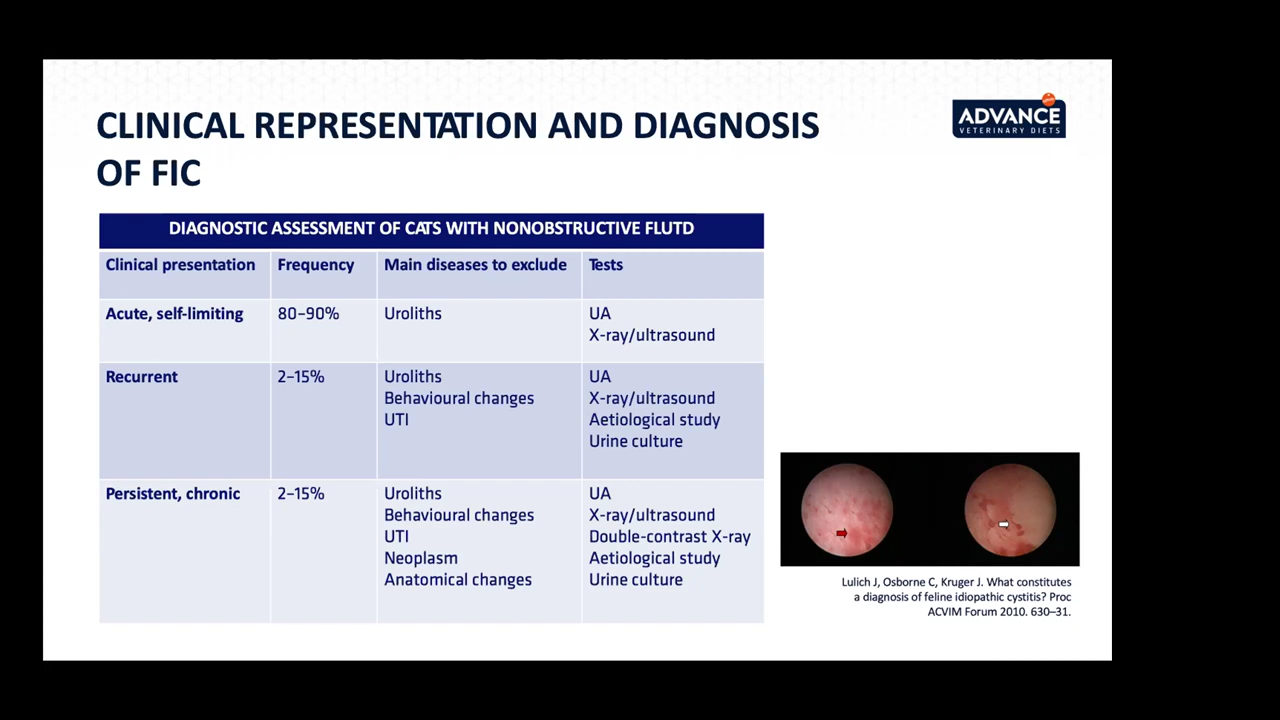 CLINICAL REPRESENTATION AND DIAGNOSIS
OF FIC
ADVANCE
VETERINARY DIETS
DIAGNOSTIC ASSESSMENT OF CATS WITH NONOBSTRUCTIVE FLUTD
Clinical presentation Frequency Main diseases to exclude Tests
Acute, self-limiting 80–90% Uroliths UA
X-ray/ultrasound
Recurrent 2–15% Uroliths UA
Behavioural changes X-ray/ultrasound
UTI Aetiological study
Urine culture
Persistent, chronic 2–15% Uroliths UA
Behavioural changes X-ray/ultrasound
UTI Double-contrast X-ray
Neoplasm Aetiological study
Anatomical changes Urine culture
Lulich J, Osborne C, Kruger J. What constitutes
a diagnosis of feline idiopathic cystitis? Proc
ACVIM Forum 2010. 630–31.